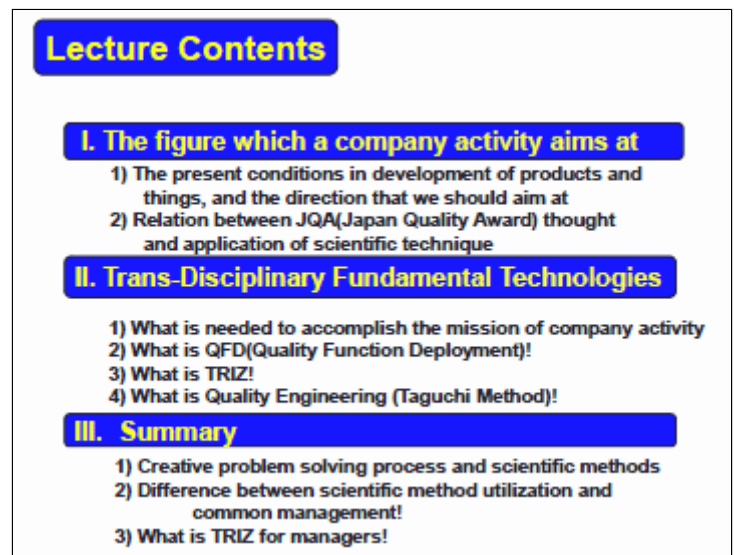 Lecture Contents
I. The figure which a company activity aims at
1) The present conditions in development of products and
things, and the direction that we should aim at
2) Relation between JQA(Japan Quality Award) thought
and application of scientific technique
II. Trans-Disciplinary Fundamental Technologies
1) What is needed to accomplish the mission of company activity
2) What is QFD(Quality Function Deployment)!
3) What is TRIZ!
4) What is Quality Engineering (Taguchi Method)!
III. Summary
1) Creative problem solving process and scientific methods
2) Difference between scientific method utilization and
common management!
3) What is TRIZ for managers!